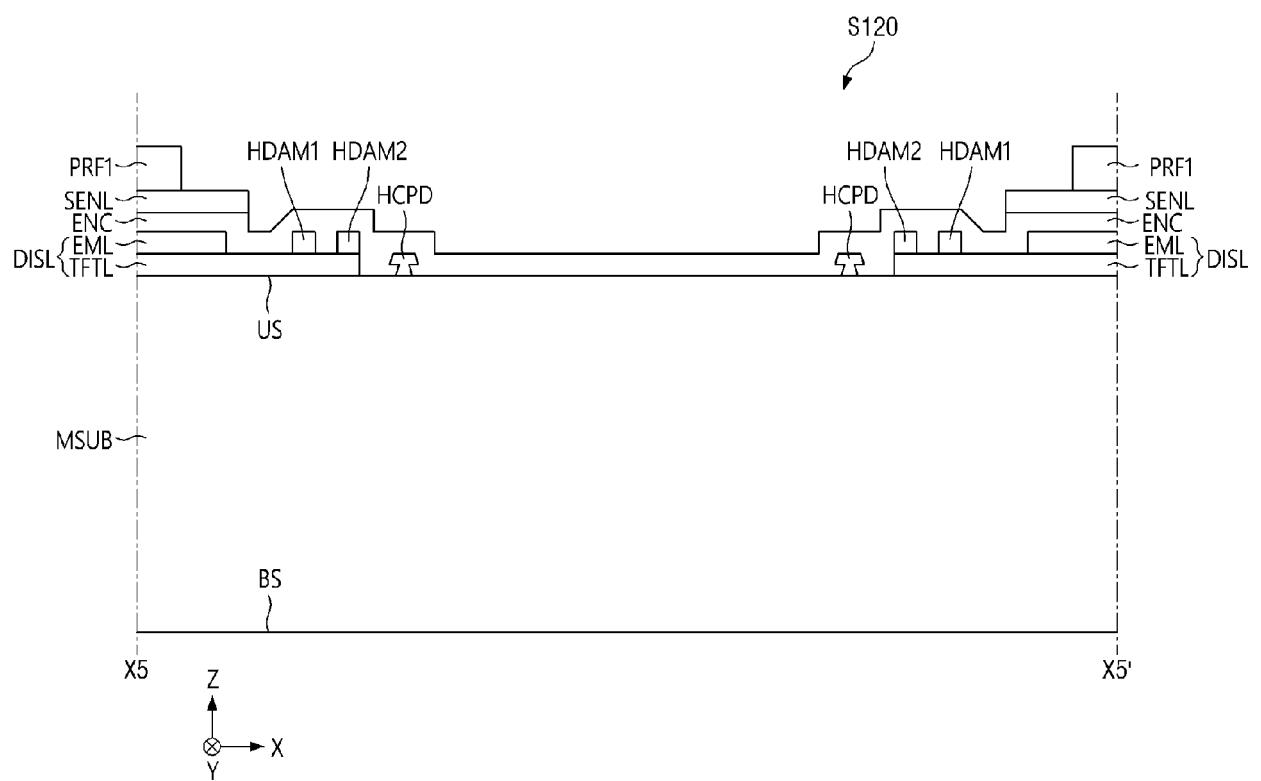 S120
PRF1
HDAM1 HDAM2
HDAM2 HDAM1
PRF1
SENL
HCPD
HCPD
SENL
ENC
ENC
DISL { EML
TFTL
EML } DISL
TFTL
US
MSUB
BS
X5
X5'
Z
X
Y